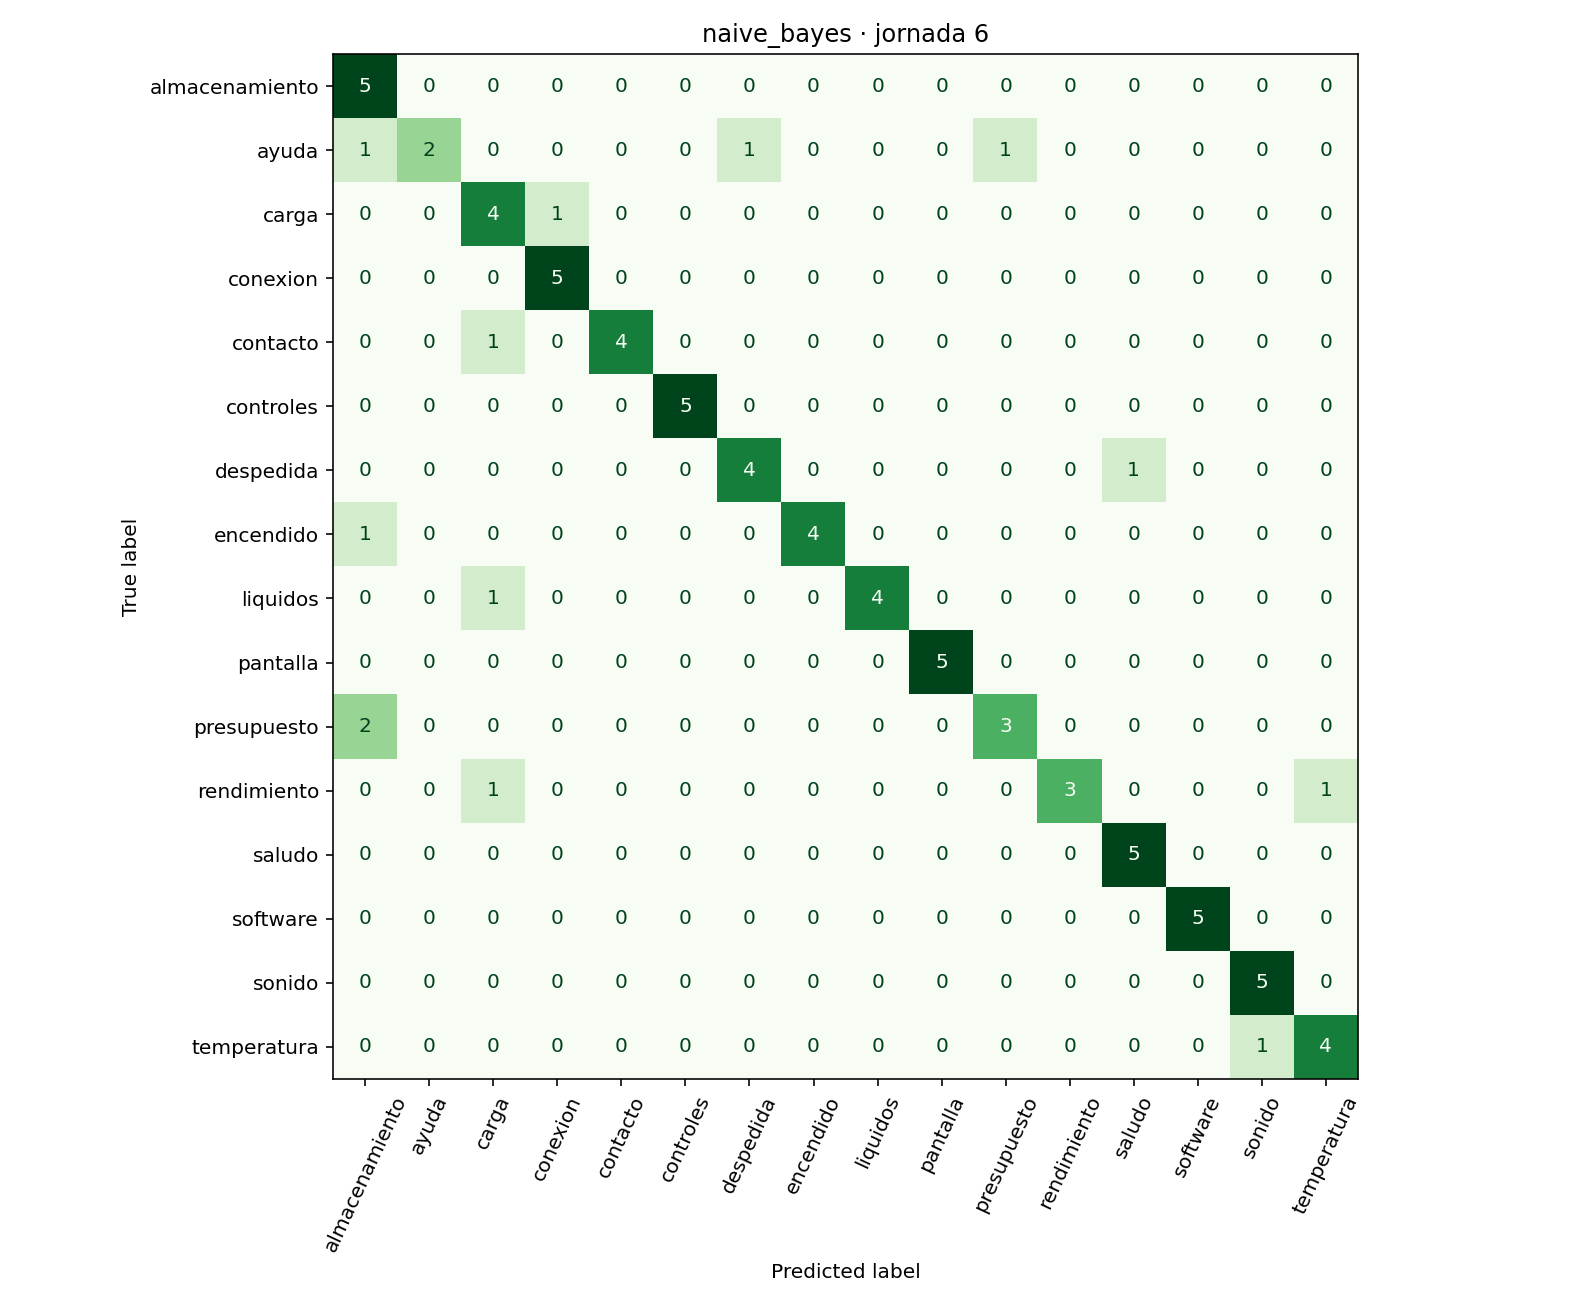 naive_bayes · jornada 6
almacenamiento 5 0 0 0 0 0 0 0 0 0 0 0 0 0 0 0
ayuda 1 2 0 0 0 0 1 0 0 0 1 0 0 0 0 0
carga 0 0 4 1 0 0 0 0 0 0 0 0 0 0 0 0
conexion 0 0 0 5 0 0 0 0 0 0 0 0 0 0 0 0
contacto 0 0 1 0 4 0 0 0 0 0 0 0 0 0 0 0
controles 0 0 0 0 0 5 0 0 0 0 0 0 0 0 0 0
despedida 0 0 0 0 0 0 4 0 0 0 0 0 1 0 0 0
encendido 1 0 0 0 0 0 0 4 0 0 0 0 0 0 0 0
liquidos 0 0 1 0 0 0 0 0 4 0 0 0 0 0 0 0
pantalla 0 0 0 0 0 0 0 0 0 5 0 0 0 0 0 0
presupuesto 2 0 0 0 0 0 0 0 0 0 3 0 0 0 0 0
rendimiento 0 0 1 0 0 0 0 0 0 0 0 3 0 0 0 1
saludo 0 0 0 0 0 0 0 0 0 0 0 0 5 0 0 0
software 0 0 0 0 0 0 0 0 0 0 0 0 0 5 0 0
sonido 0 0 0 0 0 0 0 0 0 0 0 0 0 0 5 0
temperatura 0 0 0 0 0 0 0 0 0 0 0 0 0 0 1 4
True label
almacenamiento ayuda carga conexion contacto controles despedida encendido liquidos pantalla presupuesto rendimiento saludo software sonido temperatura
Predicted label